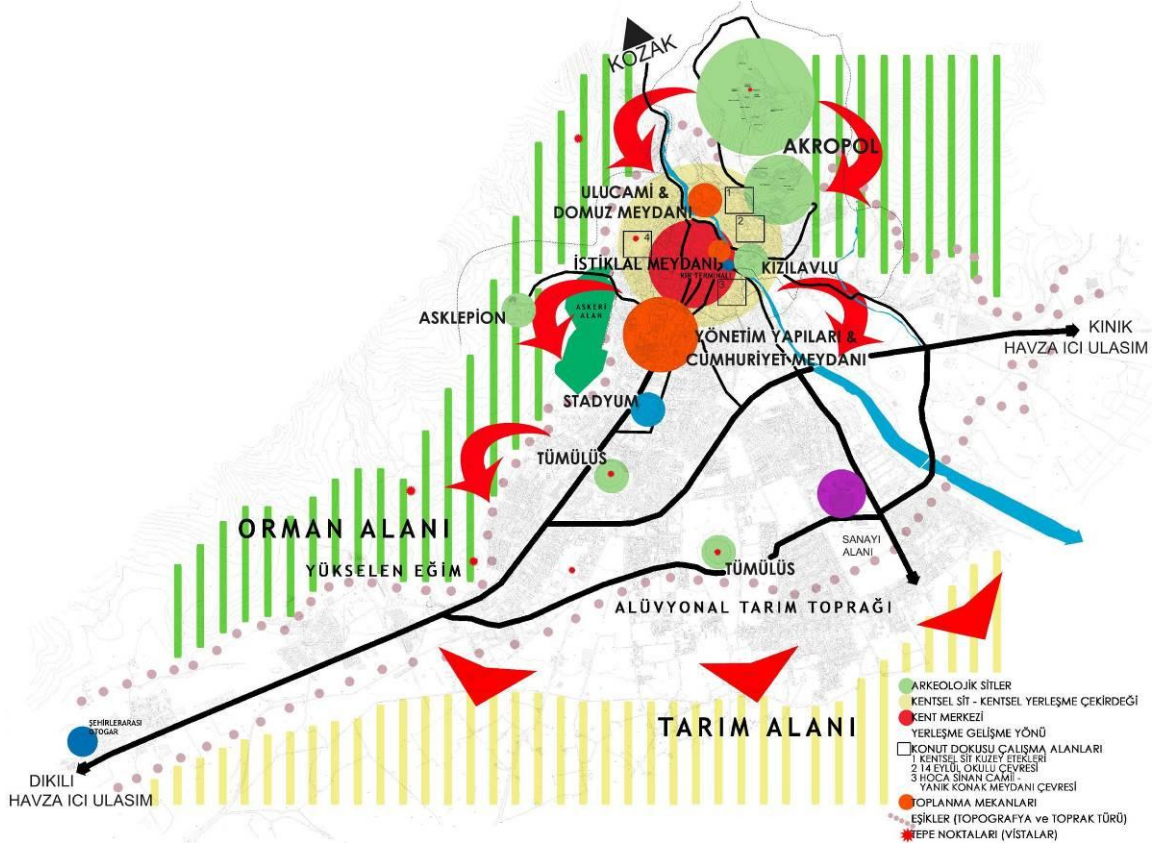 KOZAK
AKROPOL
ULUCAMİ &
DOMUZ MEYDANI
1
2
4
İSTİKLAL MEYDANI
KIZILAVLU
3
ASKERİ
ALAN
ASKLEPİON
YÖNETİM YAPILARI &
CUMHURİYET MEYDANI
KINIK
HAVZA ICI ULASIM
STADYUM
TÜMÜLÜS
ORMAN ALANI
YÜKSELEN EĞİM
SANAYI
ALANI
TÜMÜLÜS
ALÜVYONAL TARIM TOPRAĞI
TARIM ALANI
ŞEHİRLERARASI
OTOGAR
DIKILI
HAVZA ICI ULASIM
ARKEOLOJİK SİTLER
KENTSEL SİT - KENTSEL YERLEŞME ÇEKİRDEĞİ
KENT MERKEZİ
YERLEŞME GELİŞME YÖNÜ
KONUT DOKUSU ÇALIŞMA ALANLARI
1 KENTSEL SİT KUZEY ETEKLERİ
2 14 EYLÜL OKULU ÇEVRESİ
3 HOCA SİNAN CAMİİ -
YANIK KONAK MEYDANI ÇEVRESİ
TOPLANMA MEKANLARI
EŞİKLER (TOPOGRAFYA ve TOPRAK TÜRÜ)
TEPE NOKTALARI (VİSTALAR)